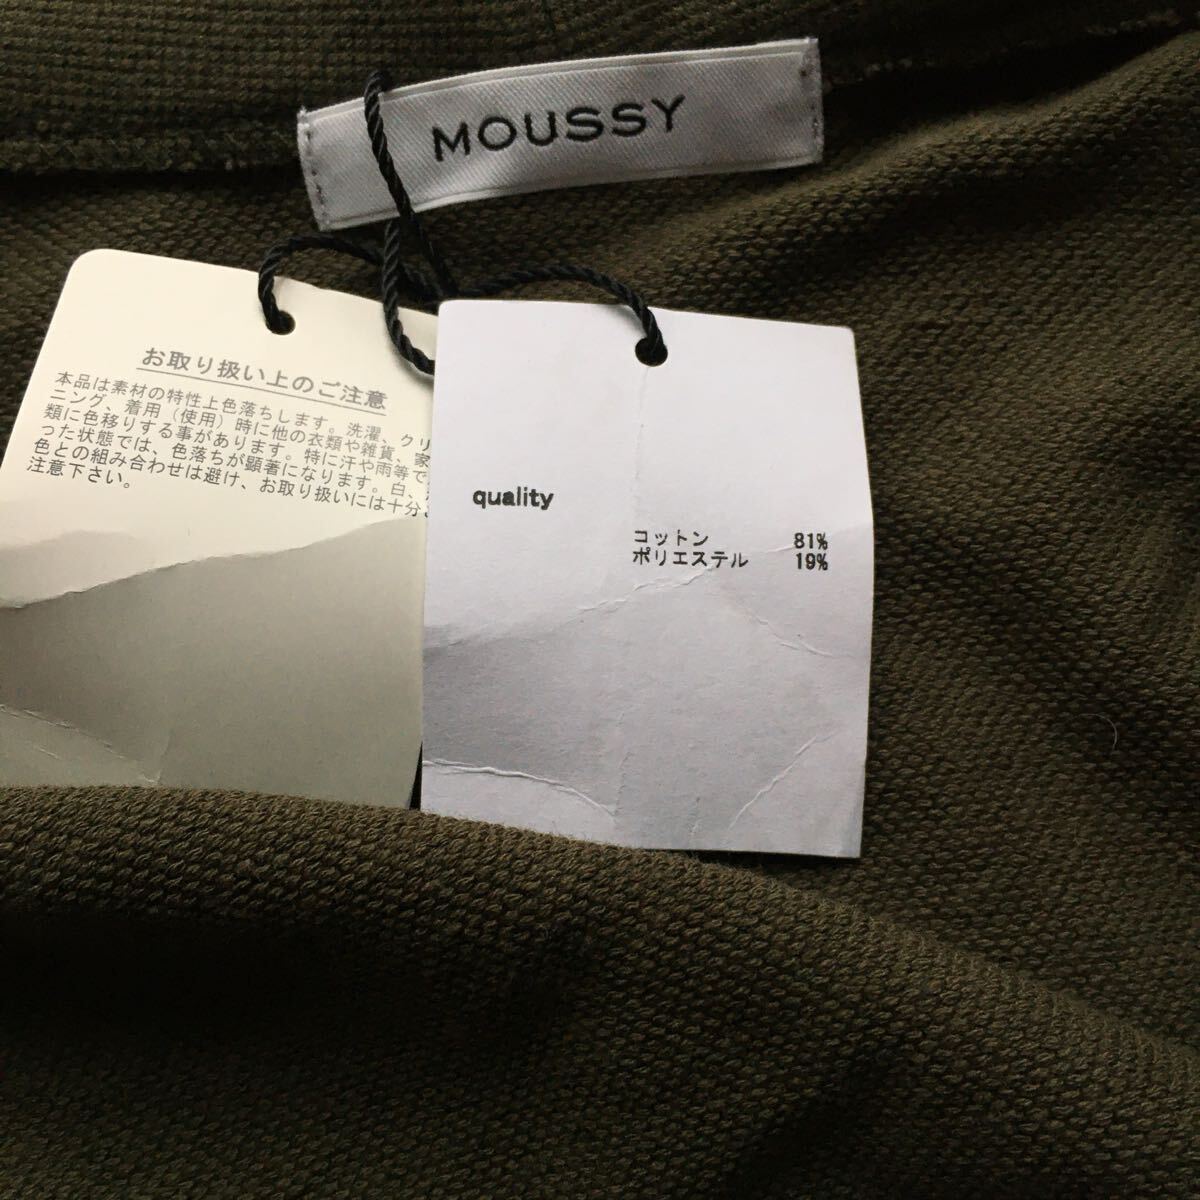 MOUSSY
お取り扱い上のご注意
本品は素材の特性上色落ちします。洗濯、クリ
ニング、着用（使用）時に他の衣類や雑貨、家
類に色移りする事があります。特に汗や雨等で
った状態では、色落ちが顕著になります。白、
色との組み合わせは避け、お取り扱いには十分
注意下さい。
quality
コットン 81%
ポリエステル 19%